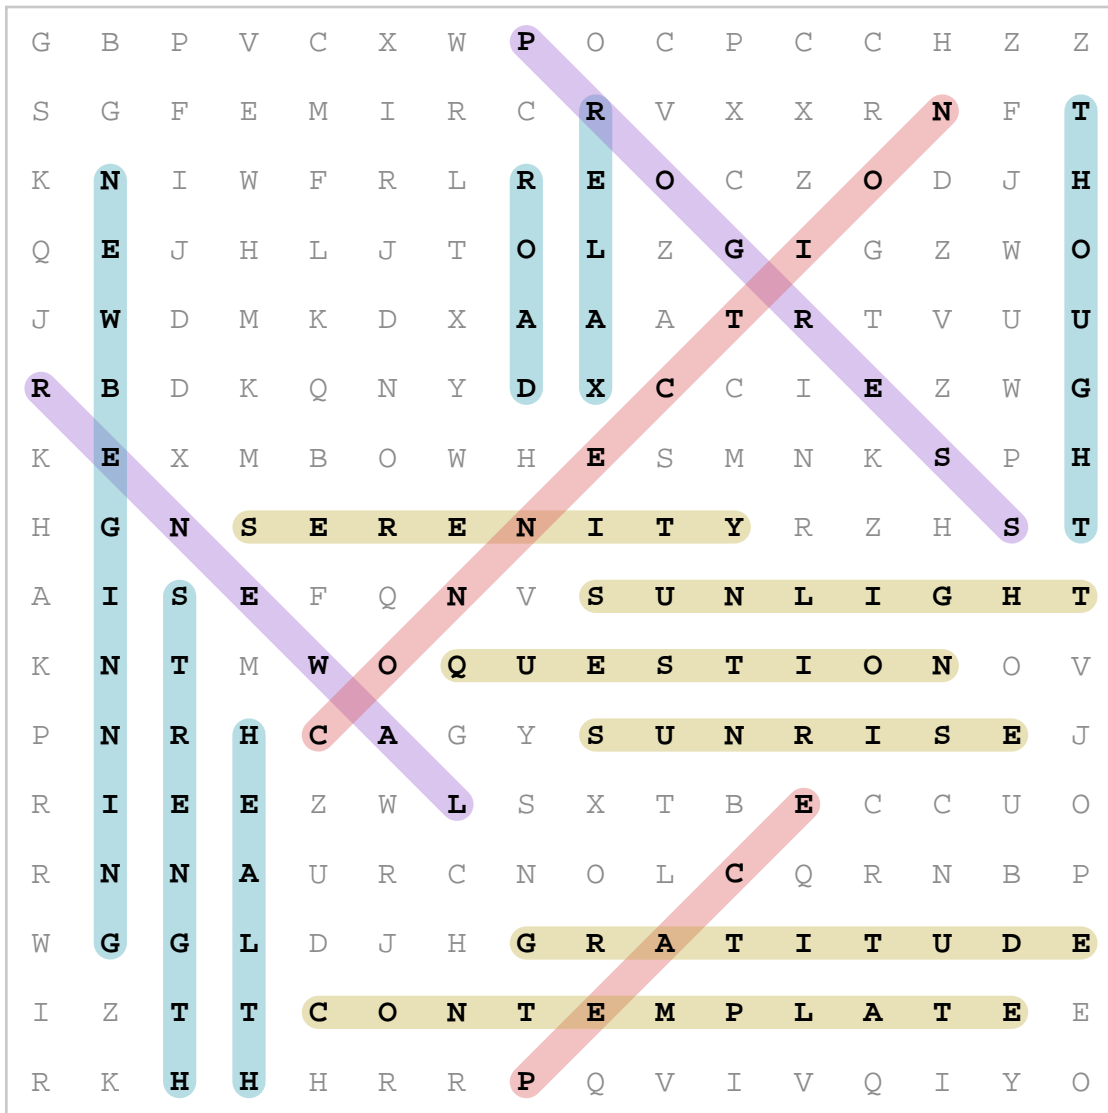 G B P V C X W P O C P C C H Z Z
S G F E M I R C R V X X R N F T
K N I W F R L R E O C Z O D J H
Q E J H L J T O L Z G I G Z W O
J W D M K D X A A A T R T V U U
R B D K Q N Y D X C C I E Z W G
K E X M B O W H E S M N K S P H
H G N S E R E N I T Y R Z H S T
A I S E F Q N V S U N L I G H T
K N T M W O Q U E S T I O N O V
P N R H C A G Y S U N R I S E J
R I E E Z W L S X T B E C C U O
R N N A U R C N O L C Q R N B P
W G G L D J H G R A T I T U D E
I Z T T C O N T E M P L A T E E
R K H H H R R P Q V I V Q I Y O